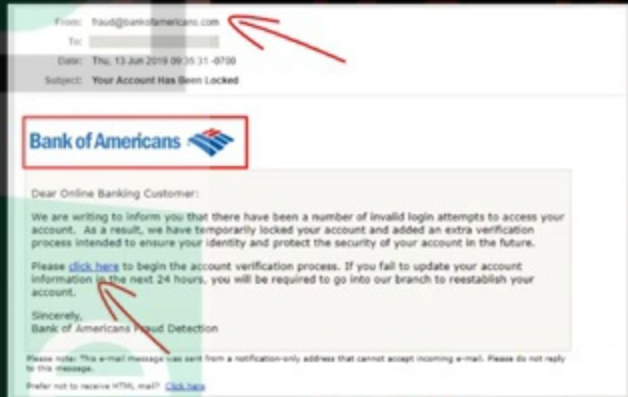 From: fraud@bankofamericans.com
To:
Date: Thu, 13 Jun 2019 09:35:31 -0700
Subject: Your Account Has Been Locked
Bank of Americans
Dear Online Banking Customer:
We are writing to inform you that there have been a number of invalid login attempts to access your
account. As a result, we have temporarily locked your account and added an extra verification
process intended to ensure your identity and protect the security of your account in the future.
Please click here to begin the account verification process. If you fail to update your account
information in the next 24 hours, you will be required to go into our branch to reestablish your
account.
Sincerely,
Bank of Americans Fraud Detection
Please note: This e-mail message was sent from a notification-only address that cannot accept incoming e-mail. Please do not reply
to this message.
Prefer not to receive HTML mail? Click here